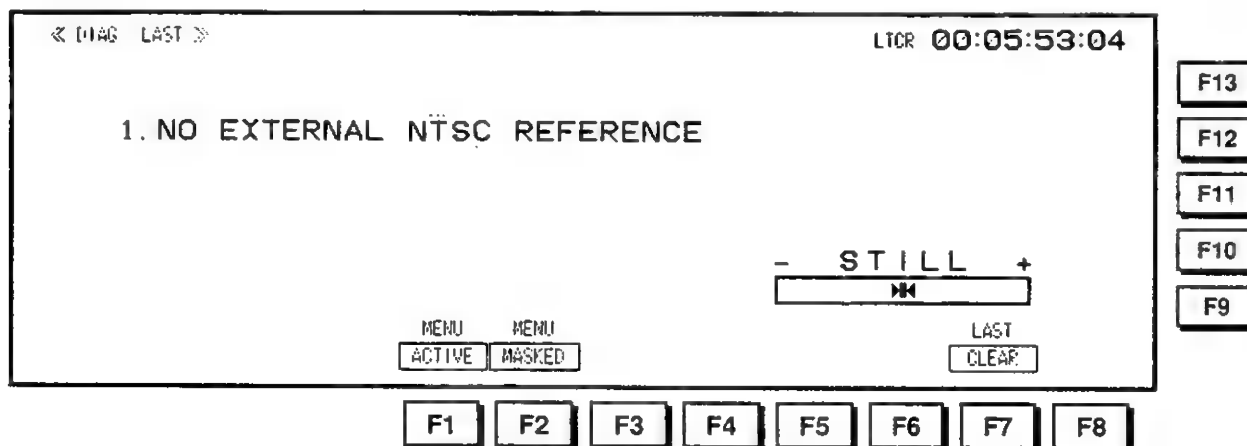 ≪ DIAG LAST ≫ LTCR 00:05:53:04
1. NO EXTERNAL NTSC REFERENCE
- STILL +
MENU MENU LAST
ACTIVE MASKED CLEAR
F13
F12
F11
F10
F9
F1 F2 F3 F4 F5 F6 F7 F8